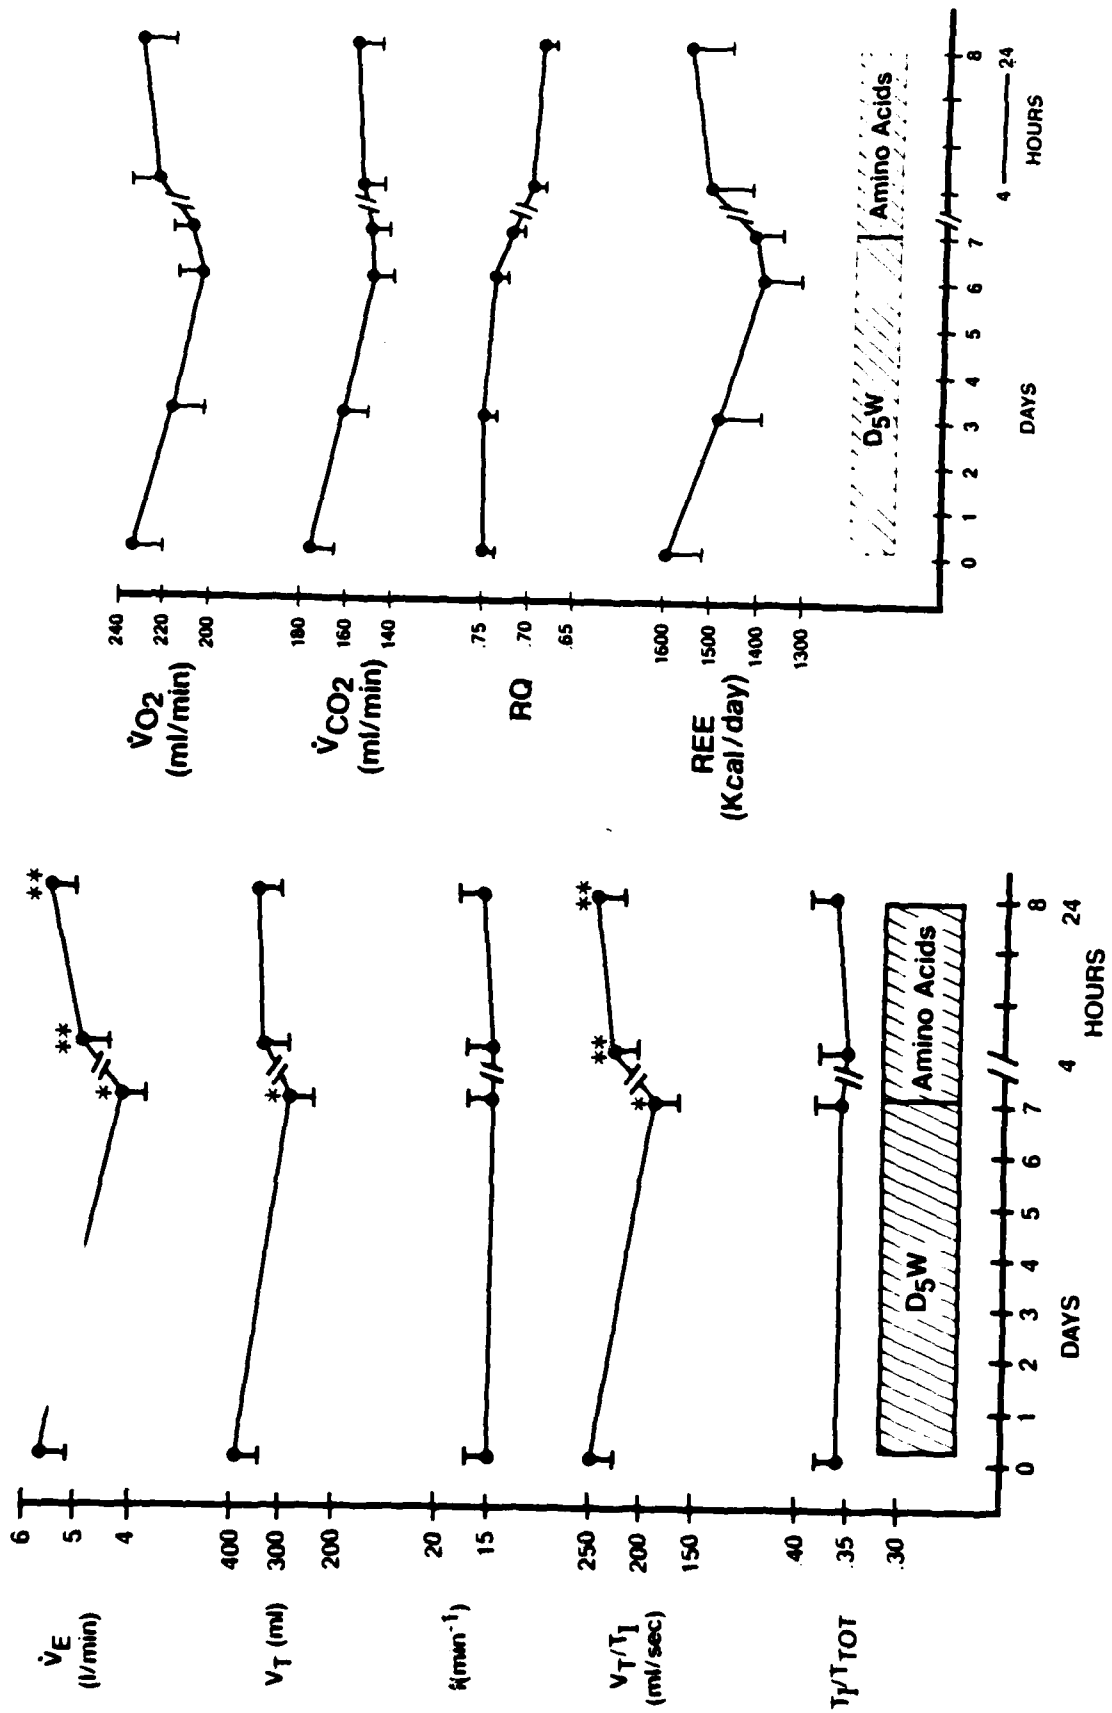 V̇E
(l/min)
6
5
4
**
**
*
VT (ml)
400
300
200
*
f(min⁻¹)
20
15
VT/TI
(ml/sec)
250
200
150
**
**
*
TI/TTOT
.40
.35
.30
D5W
Amino Acids
0 1 2 3 4 5 6 7 8
4 24
DAYS
HOURS
V̇O2
(ml/min)
240
220
200
V̇CO2
(ml/min)
180
160
140
RQ
.75
.70
.65
REE
(Kcal/day)
1600
1500
1400
1300
D5W
Amino Acids
0 1 2 3 4 5 6 7 8
4 24
DAYS
HOURS